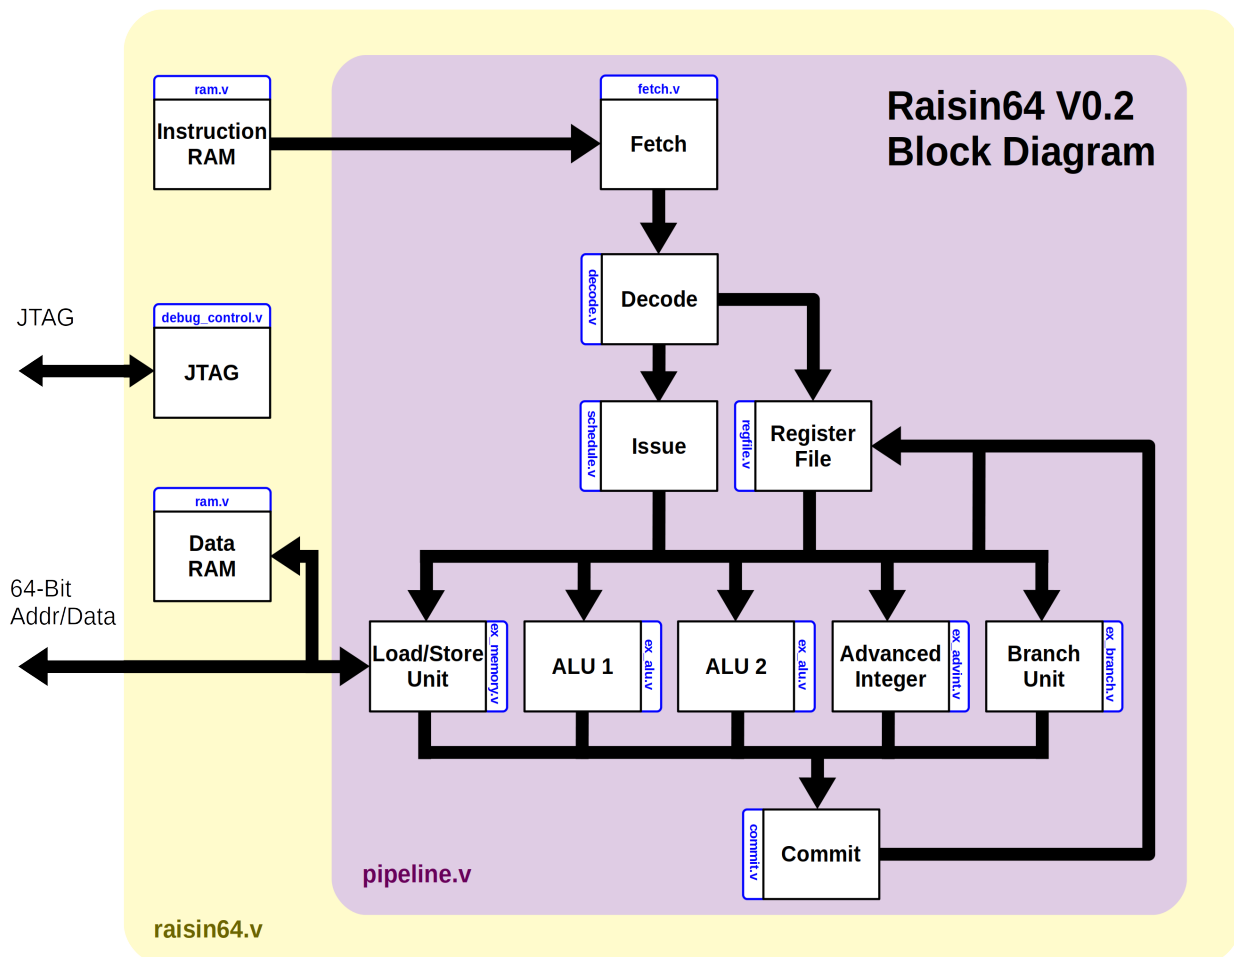 Raisin64 V0.2
Block Diagram
ram.v
Instruction
RAM
fetch.v
Fetch
decode.v
Decode
JTAG
debug_control.v
JTAG
schedule.v
Issue
regfile.v
Register
File
ram.v
Data
RAM
64-Bit
Addr/Data
Load/Store
Unit
ex_memory.v
ALU 1
ex_alu.v
ALU 2
ex_alu.v
Advanced
Integer
ex_advint.v
Branch
Unit
ex_branch.v
commit.v
Commit
pipeline.v
raisin64.v